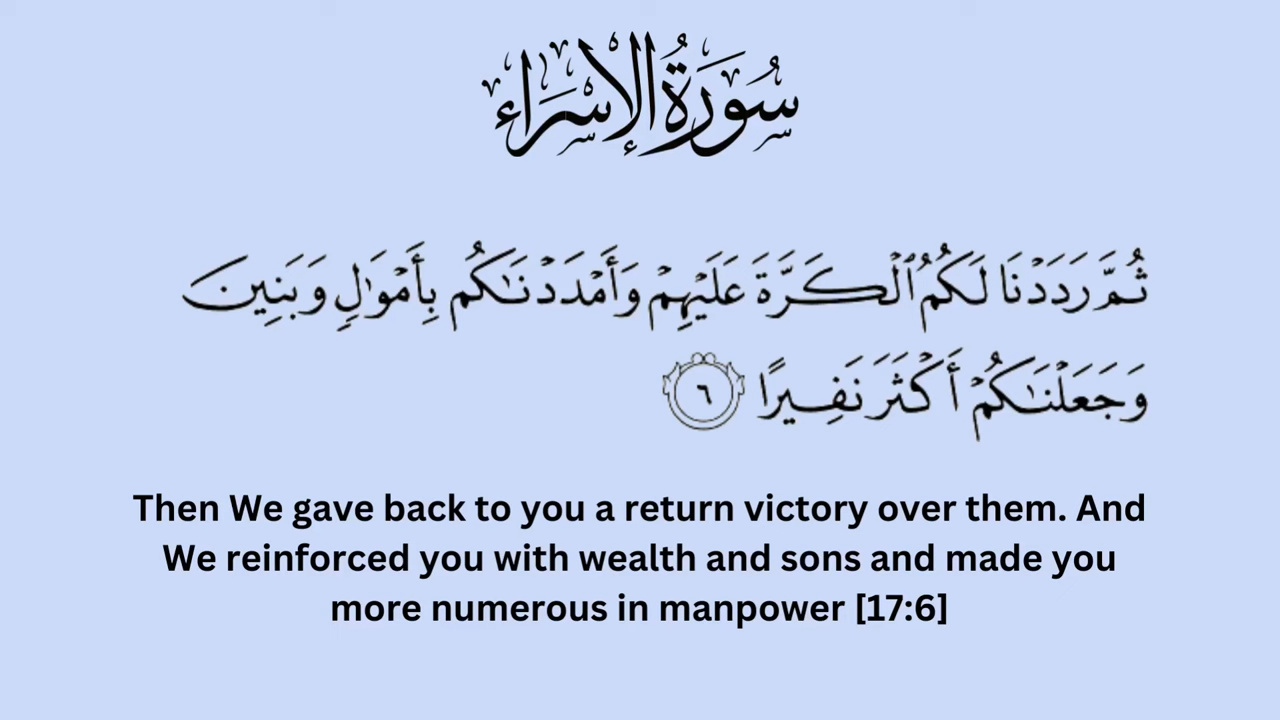 سُورَةُ الإِسْرَاءِ
ثُمَّ رَدَدْنَا لَكُمُ ٱلْكَرَّةَ عَلَيْهِمْ وَأَمْدَدْنَـٰكُم بِأَمْوَٰلٍ وَبَنِينَ
وَجَعَلْنَـٰكُمْ أَكْثَرَ نَفِيرًا ٦
Then We gave back to you a return victory over them. And
We reinforced you with wealth and sons and made you
more numerous in manpower [17:6]